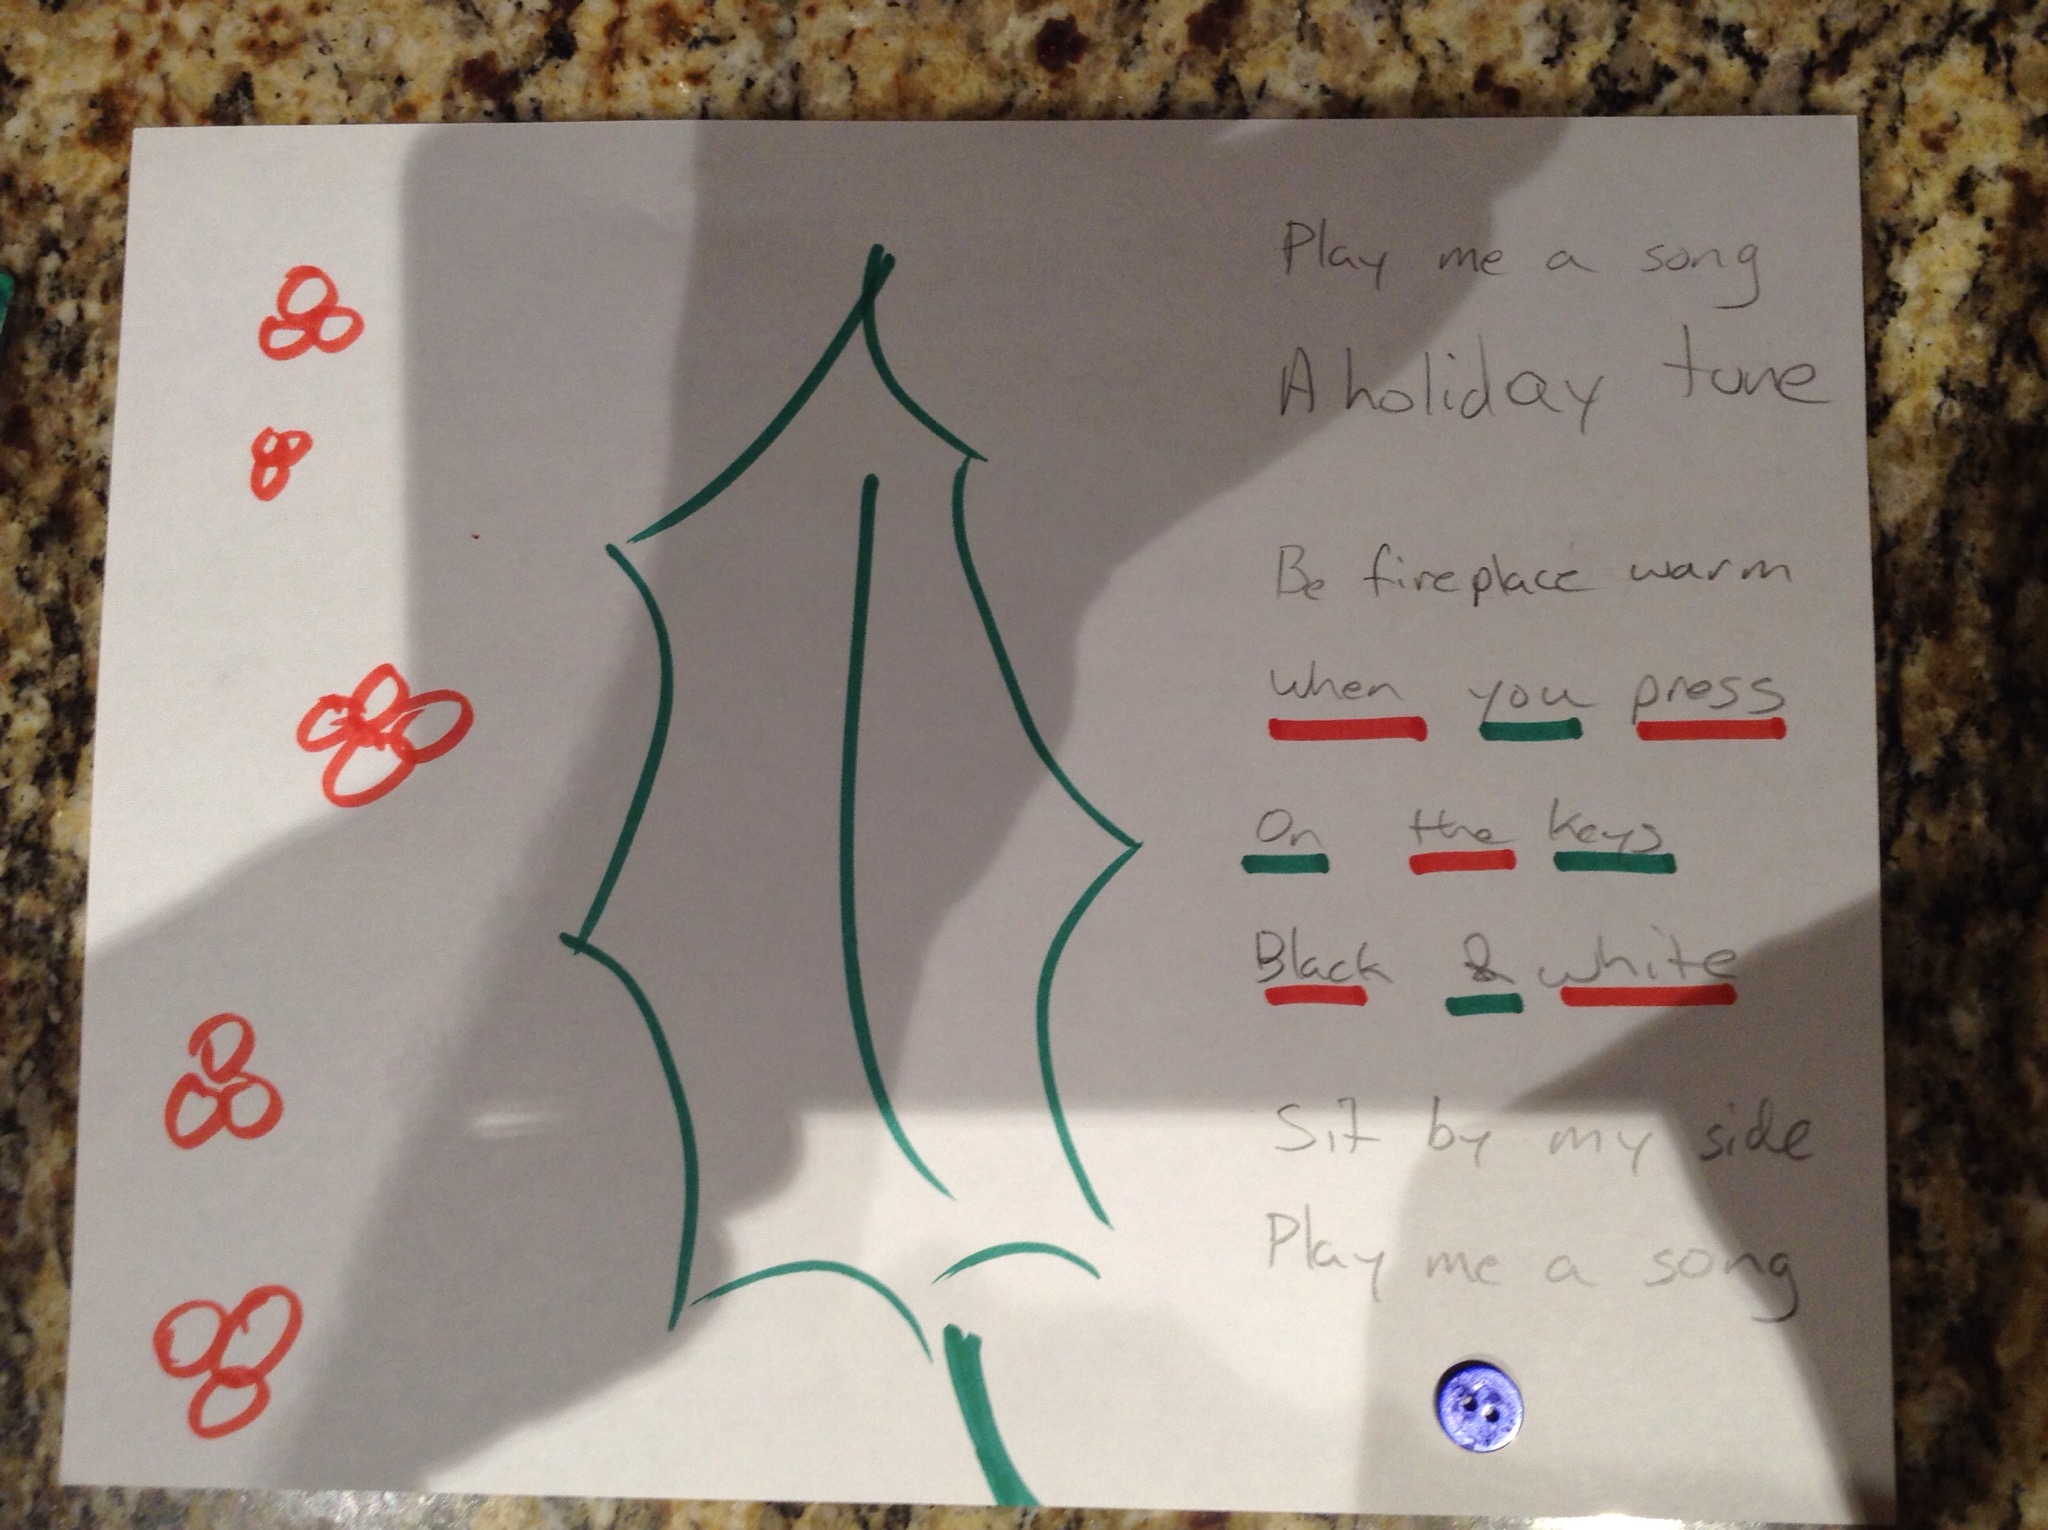 Play me a song
A holiday tune
Be fireplace warm
when you press
On the keys
Black & white
Sit by my side
Play me a song